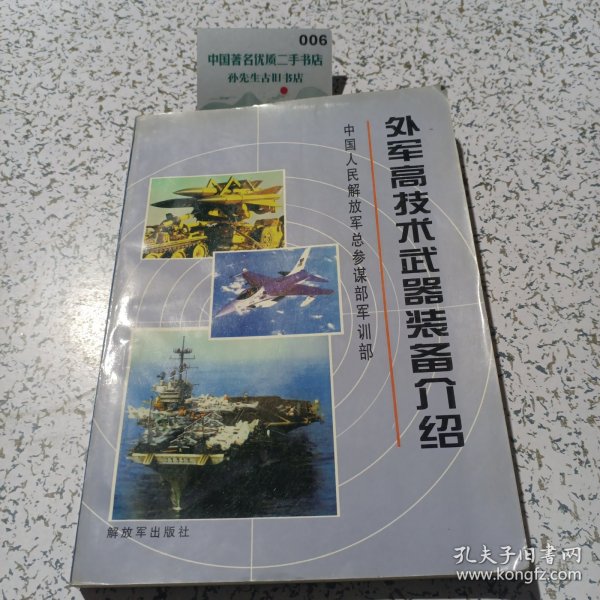 006
中国著名优质二手书店
孙先生古旧书店
外军高技术武器装备介绍
中国人民解放军总参谋部军训部
解放军出版社
孔夫子旧书网
www.kongfz.com